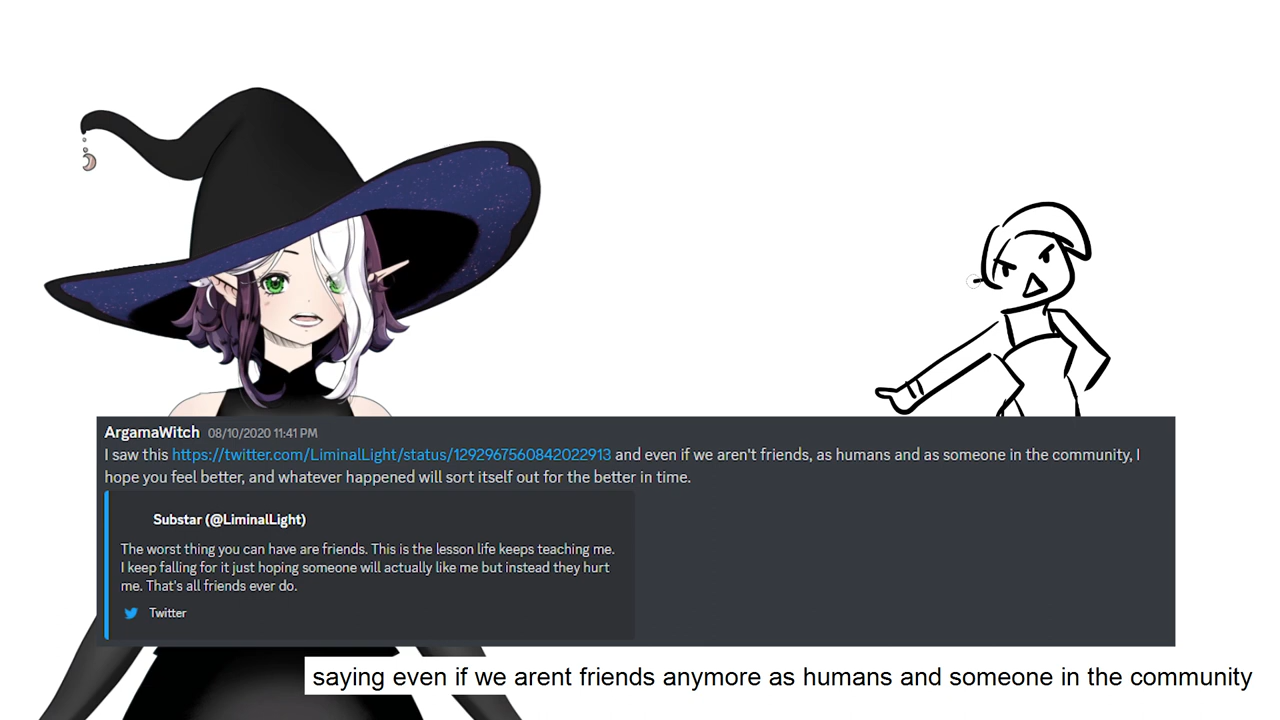 ArgamaWitch 08/10/2020 11:41 PM
I saw this https://twitter.com/LiminalLight/status/1292967560842022913 and even if we aren't friends, as humans and as someone in the community, I
hope you feel better, and whatever happened will sort itself out for the better in time.
Substar (@LiminalLight)
The worst thing you can have are friends. This is the lesson life keeps teaching me.
I keep falling for it just hoping someone will actually like me but instead they hurt
me. That's all friends ever do.
Twitter
saying even if we arent friends anymore as humans and someone in the community